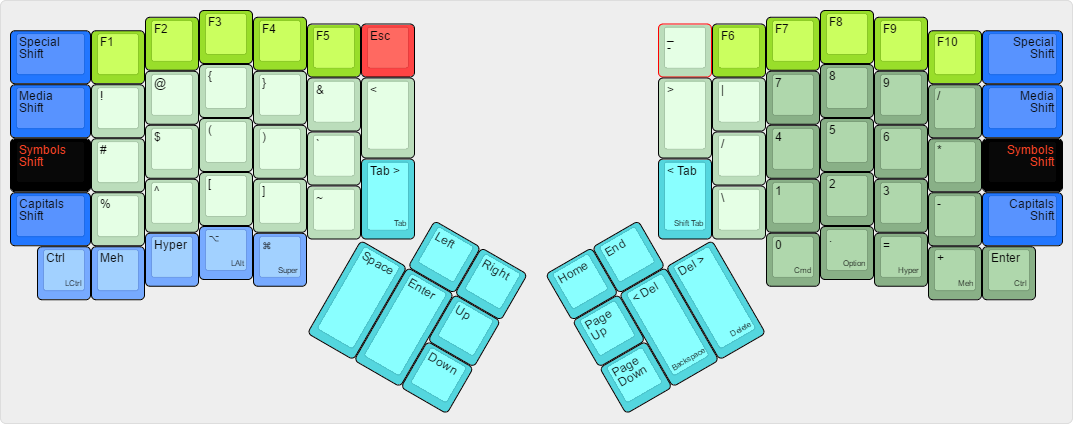 Special
Shift
F1
F2
F3
F4
F5
Esc
Media
Shift
!
@
{
}
&
<
Symbols
Shift
#
$
(
)
`
Capitals
Shift
%
^
[
]
~
Tab >
Tab
Ctrl
LCtrl
Meh
Hyper
⌥
LAlt
⌘
Super
Left
Right
Space
Enter
Up
Down
_
-
F6
F7
F8
F9
F10
Special
Shift
>
|
7
8
9
/
Media
Shift
/
4
5
6
*
Symbols
Shift
< Tab
Shift Tab
\
1
2
3
-
Capitals
Shift
0
Cmd
.
Option
=
Hyper
+
Meh
Enter
Ctrl
Home
End
Page
Up
< Del
Backspace
Del >
Delete
Page
Down